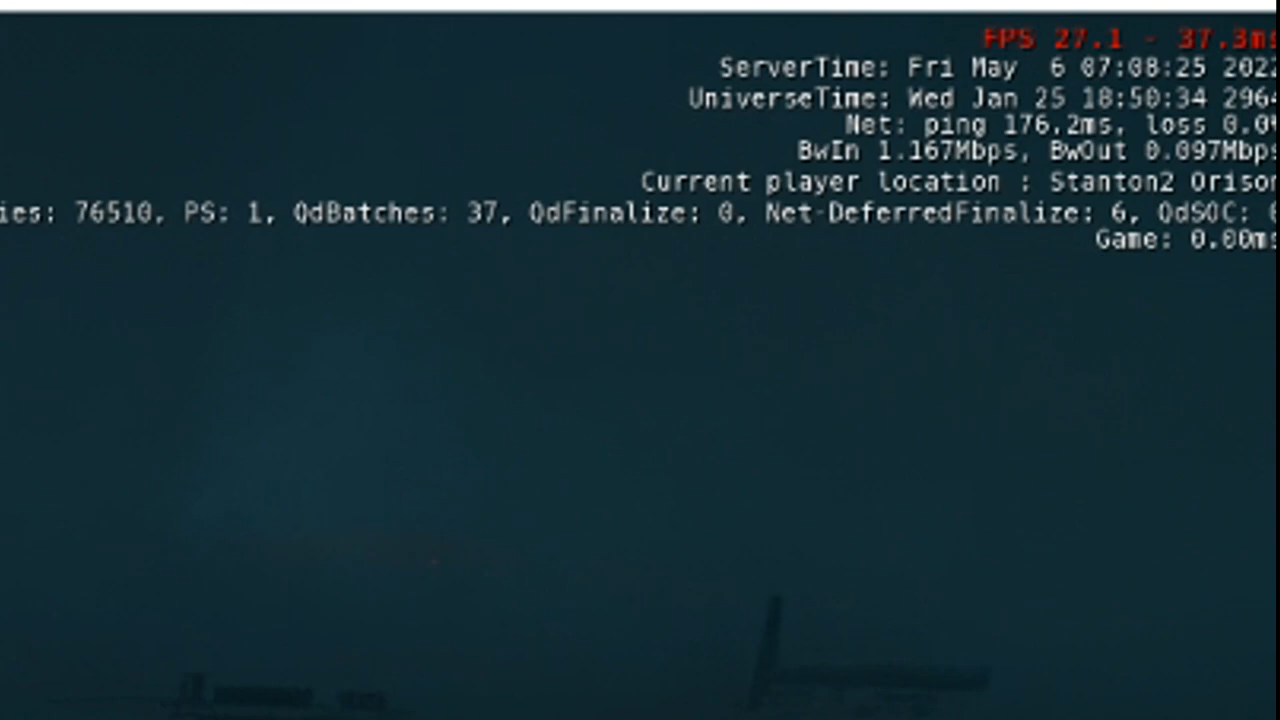 FPS 27.1 - 37.3ms
ServerTime: Fri May 6 07:08:25 2022
UniverseTime: Wed Jan 25 18:50:34 2964
Net: ping 176.2ms, loss 0.0%
BwIn 1.167Mbps, BwOut 0.097Mbps
Current player location : Stanton2 Orison
ies: 76510, PS: 1, QdBatches: 37, QdFinalize: 0, Net-DeferredFinalize: 6, QdSOC:
Game: 0.00ms